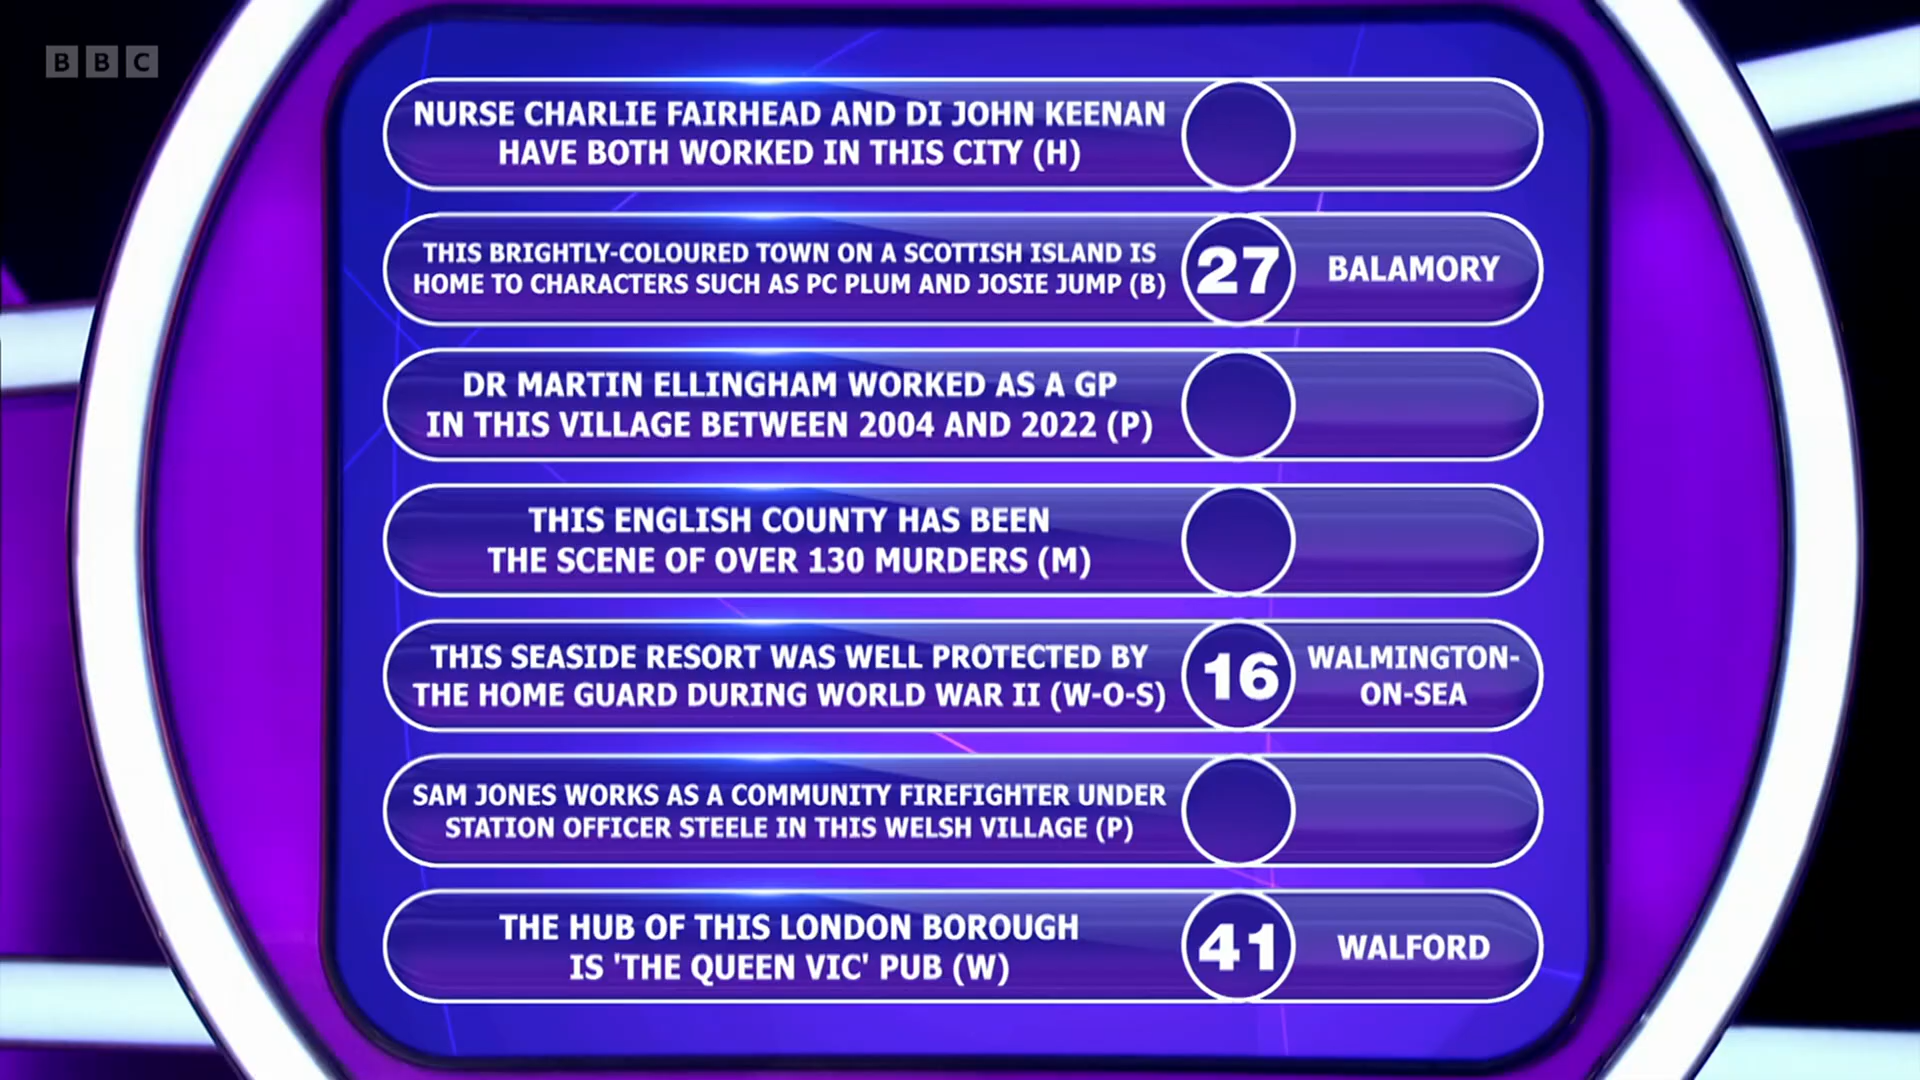 BBC
NURSE CHARLIE FAIRHEAD AND DI JOHN KEENAN
HAVE BOTH WORKED IN THIS CITY (H)
THIS BRIGHTLY-COLOURED TOWN ON A SCOTTISH ISLAND IS
HOME TO CHARACTERS SUCH AS PC PLUM AND JOSIE JUMP (B)
27
BALAMORY
DR MARTIN ELLINGHAM WORKED AS A GP
IN THIS VILLAGE BETWEEN 2004 AND 2022 (P)
THIS ENGLISH COUNTY HAS BEEN
THE SCENE OF OVER 130 MURDERS (M)
THIS SEASIDE RESORT WAS WELL PROTECTED BY
THE HOME GUARD DURING WORLD WAR II (W-O-S)
16
WALMINGTON-
ON-SEA
SAM JONES WORKS AS A COMMUNITY FIREFIGHTER UNDER
STATION OFFICER STEELE IN THIS WELSH VILLAGE (P)
THE HUB OF THIS LONDON BOROUGH
IS 'THE QUEEN VIC' PUB (W)
41
WALFORD